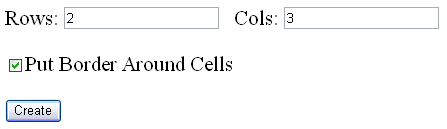 Rows: 2 Cols: 3
Put Border Around Cells
Create